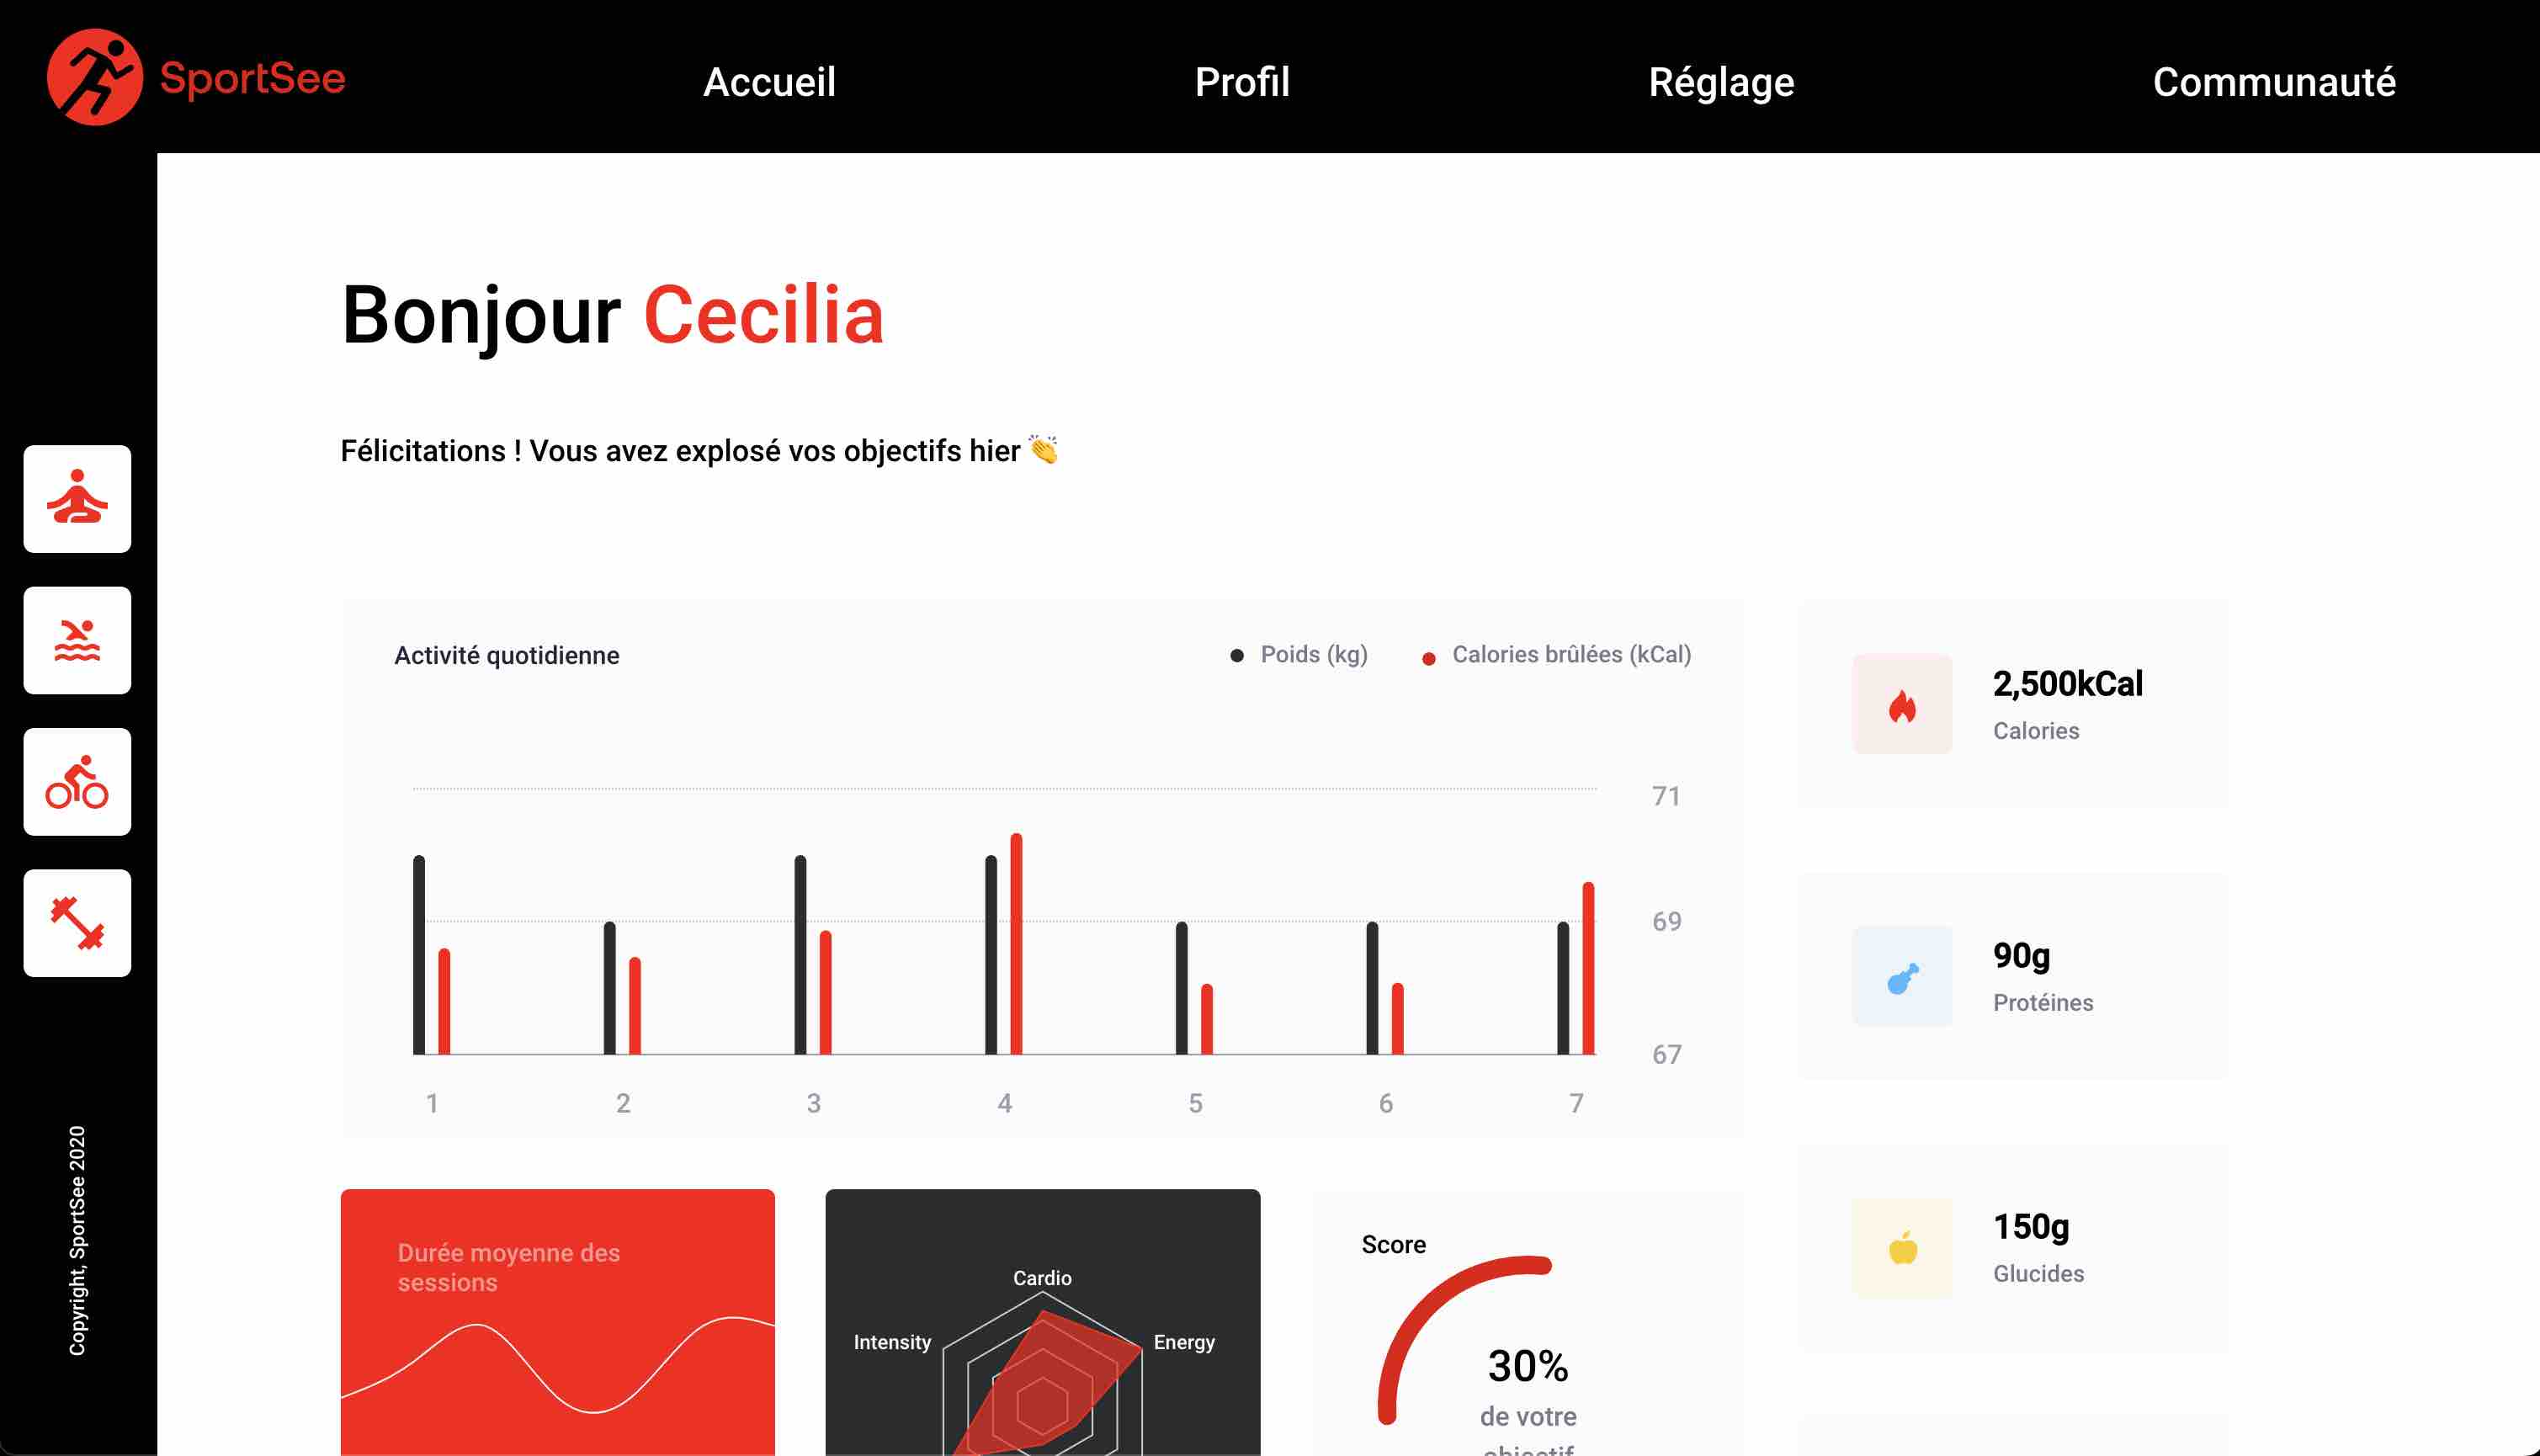 SportSee
Accueil
Profil
Réglage
Communauté
Bonjour Cecilia
Félicitations ! Vous avez explosé vos objectifs hier 👏
Activité quotidienne
Poids (kg)
Calories brûlées (kCal)
71
69
67
1
2
3
4
5
6
7
2,500kCal
Calories
90g
Protéines
150g
Glucides
Durée moyenne des
sessions
Cardio
Intensity
Energy
Score
30%
de votre
objectif
Copyright, SportSee 2020